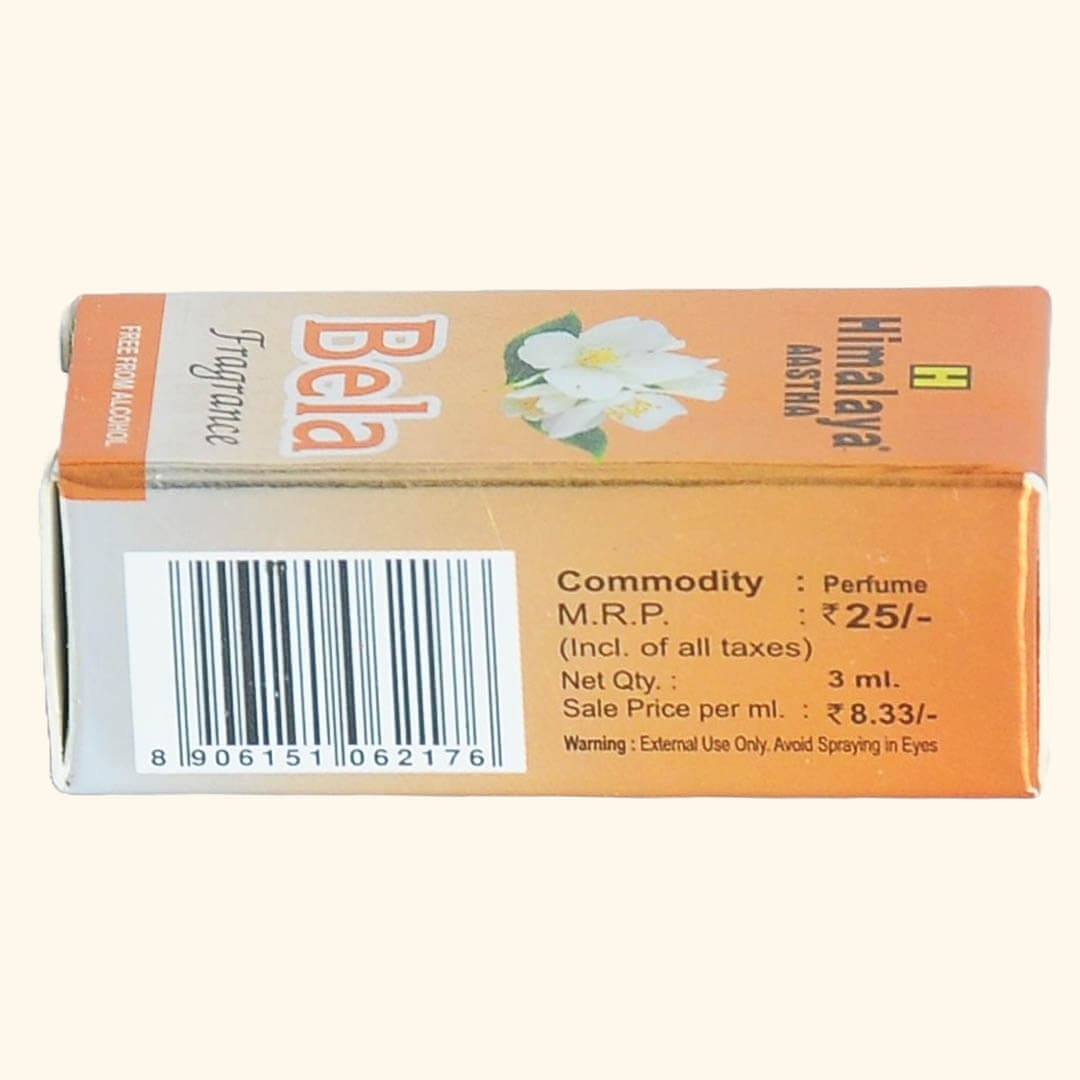 H
Himalaya
AASTHA
Bela
Fragrance
FREE FROM ALCOHOL
Commodity : Perfume
M.R.P. : ₹25/-
(Incl. of all taxes)
Net Qty. : 3 ml.
Sale Price per ml. : ₹8.33/-
Warning : External Use Only. Avoid Spraying in Eyes
8 906151 062176